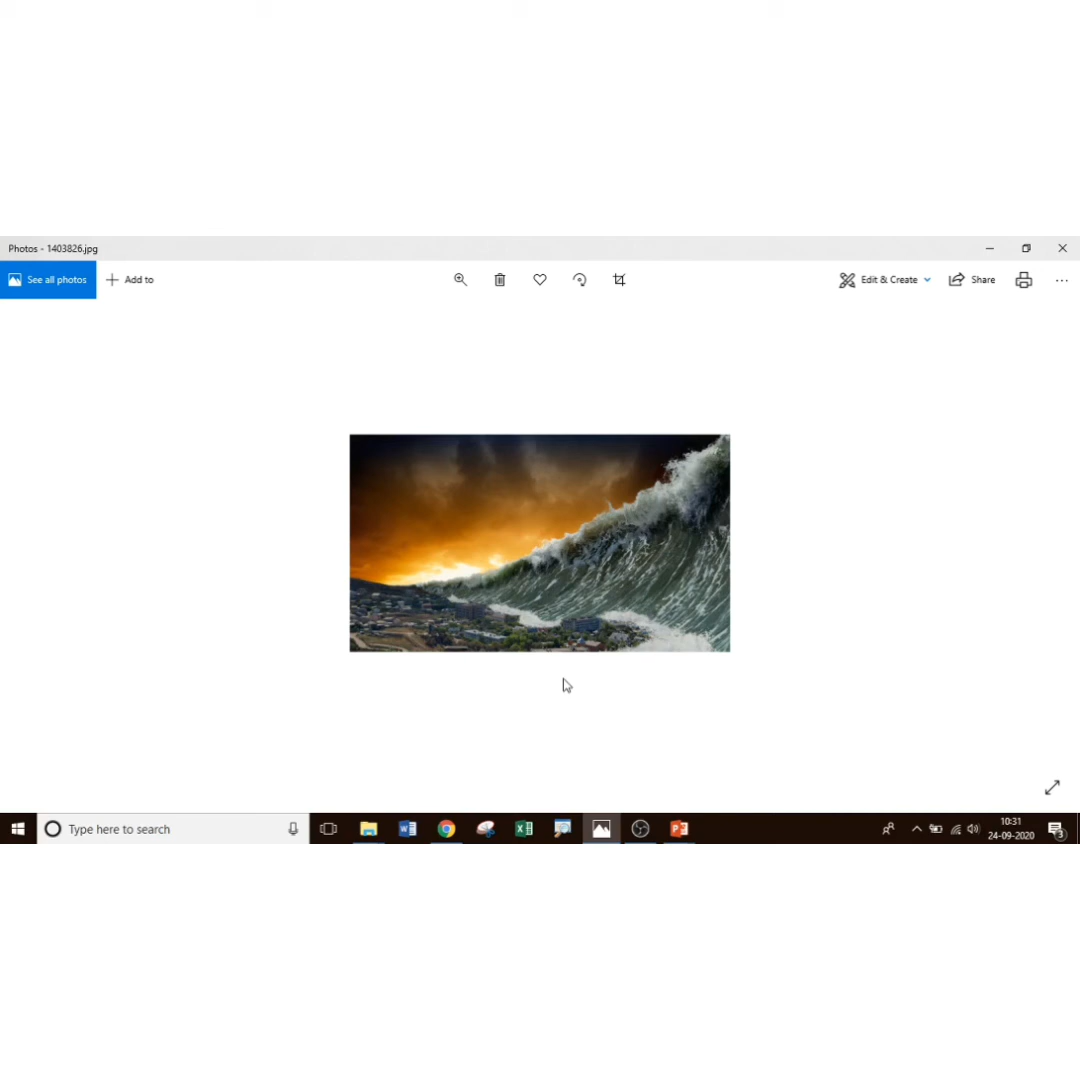 Photos - 1403826.jpg
See all photos
Add to
Edit & Create
Share
Type here to search
10:31
24-09-2020
3